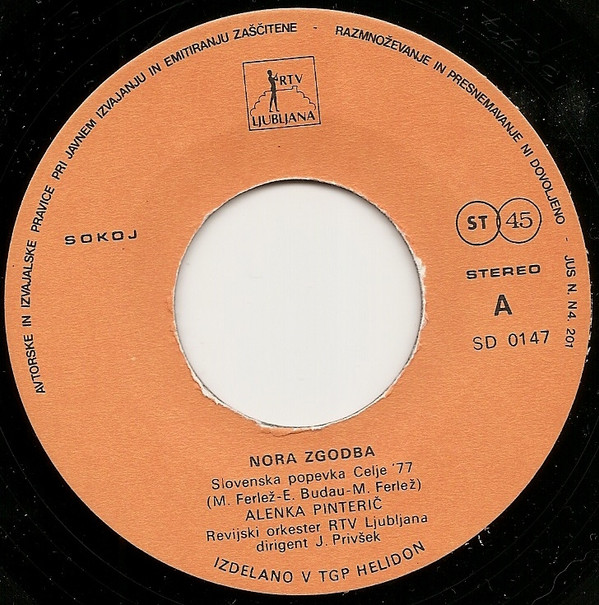 AVTORSKE IN IZVAJALSKE PRAVICE PRI JAVNEM IZVAJANJU IN EMITIRANJU ZAŠČITENE - RAZMNOŽEVANJE IN PRESNEMAVANJE NI DOVOLJENO - JUS N. N4. 201
RTV
LJUBLJANA
SOKOJ
ST 45
STEREO
A
SD 0147
NORA ZGODBA
Slovenska popevka Celje '77
(M. Ferlež-E. Budau-M. Ferlež)
ALENKA PINTERIČ
Revijski orkester RTV Ljubljana
dirigent J. Privšek
IZDELANO V TGP HELIDON